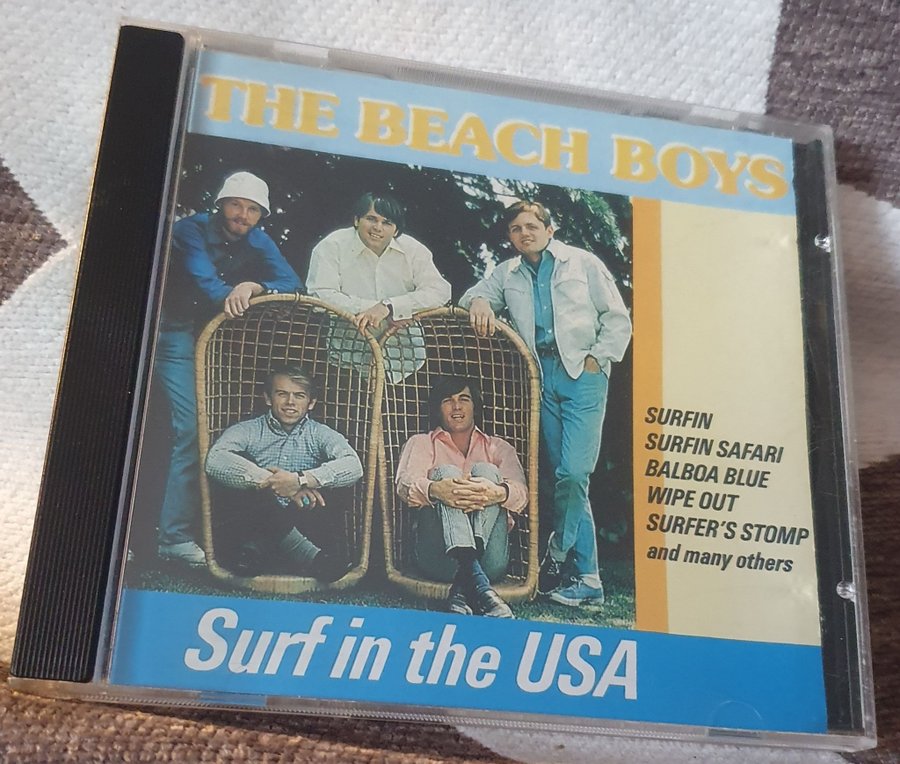 THE BEACH BOYS
SURFIN
SURFIN SAFARI
BALBOA BLUE
WIPE OUT
SURFER'S STOMP
and many others
Surf in the USA